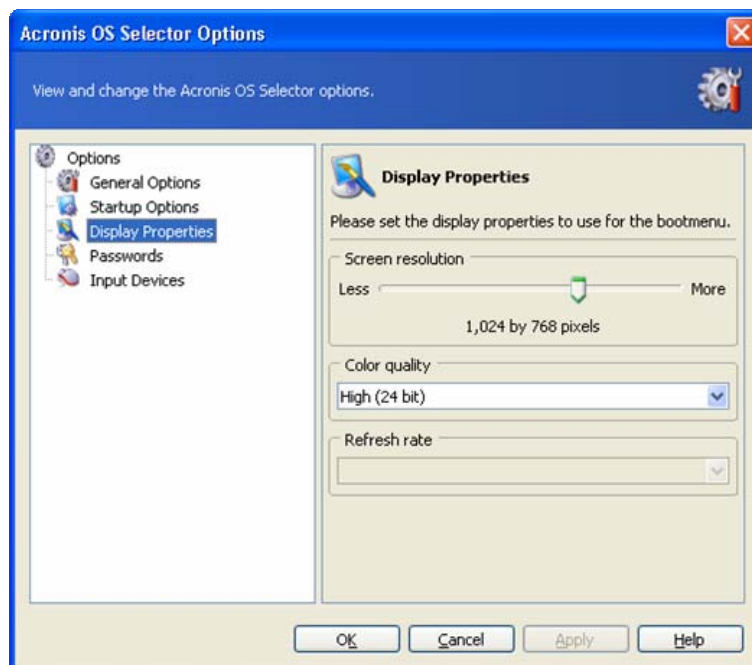 Acronis OS Selector Options
View and change the Acronis OS Selector options.
Options
General Options
Startup Options
Display Properties
Passwords
Input Devices
Display Properties
Please set the display properties to use for the bootmenu.
Screen resolution
Less More
1,024 by 768 pixels
Color quality
High (24 bit)
Refresh rate
OK Cancel Apply Help